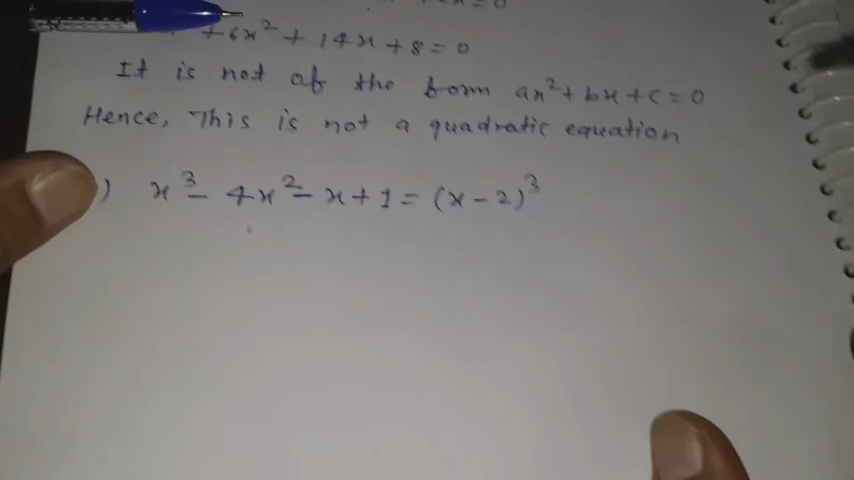 + 6x² + 14x + 8 = 0
It is not of the form ax² + bx + c = 0
Hence, This is not a quadratic equation
) x³ - 4x² - x + 1 = (x - 2)³